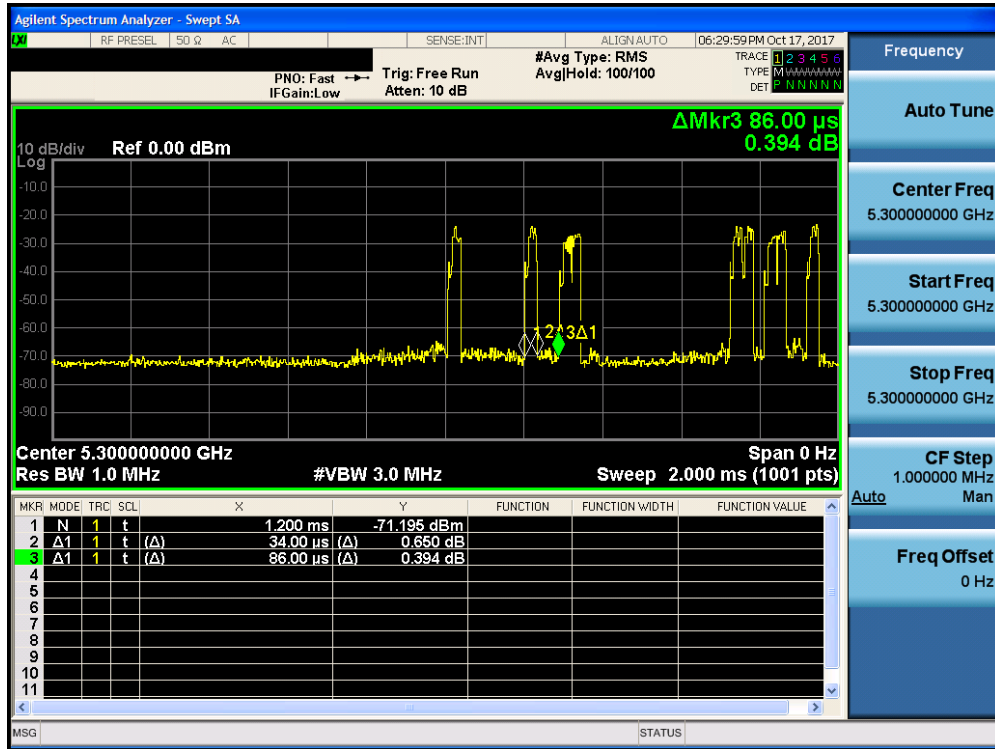 Agilent Spectrum Analyzer - Swept SA
LXI RF PRESEL 50 Ω AC SENSE:INT ALIGN AUTO 06:29:59 PM Oct 17, 2017
#Avg Type: RMS
Avg|Hold: 100/100
PNO: Fast
IFGain:Low
Trig: Free Run
Atten: 10 dB
TRACE 1 2 3 4 5 6
TYPE M
DET P N N N N N
ΔMkr3 86.00 µs
0.394 dB
10 dB/div Ref 0.00 dBm
Log
-10.0
-20.0
-30.0
-40.0
-50.0
-60.0
-70.0
-80.0
-90.0
1 2Δ1 3Δ1
Center 5.300000000 GHz Span 0 Hz
Res BW 1.0 MHz #VBW 3.0 MHz Sweep 2.000 ms (1001 pts)
MKR MODE TRC SCL X Y FUNCTION FUNCTION WIDTH FUNCTION VALUE
1 N 1 t 1.200 ms -71.195 dBm
2 Δ1 1 t (Δ) 34.00 µs (Δ) 0.650 dB
3 Δ1 1 t (Δ) 86.00 µs (Δ) 0.394 dB
4
5
6
7
8
9
10
11
MSG STATUS
Frequency
Auto Tune
Center Freq
5.300000000 GHz
Start Freq
5.300000000 GHz
Stop Freq
5.300000000 GHz
CF Step
1.000000 MHz
Auto Man
Freq Offset
0 Hz